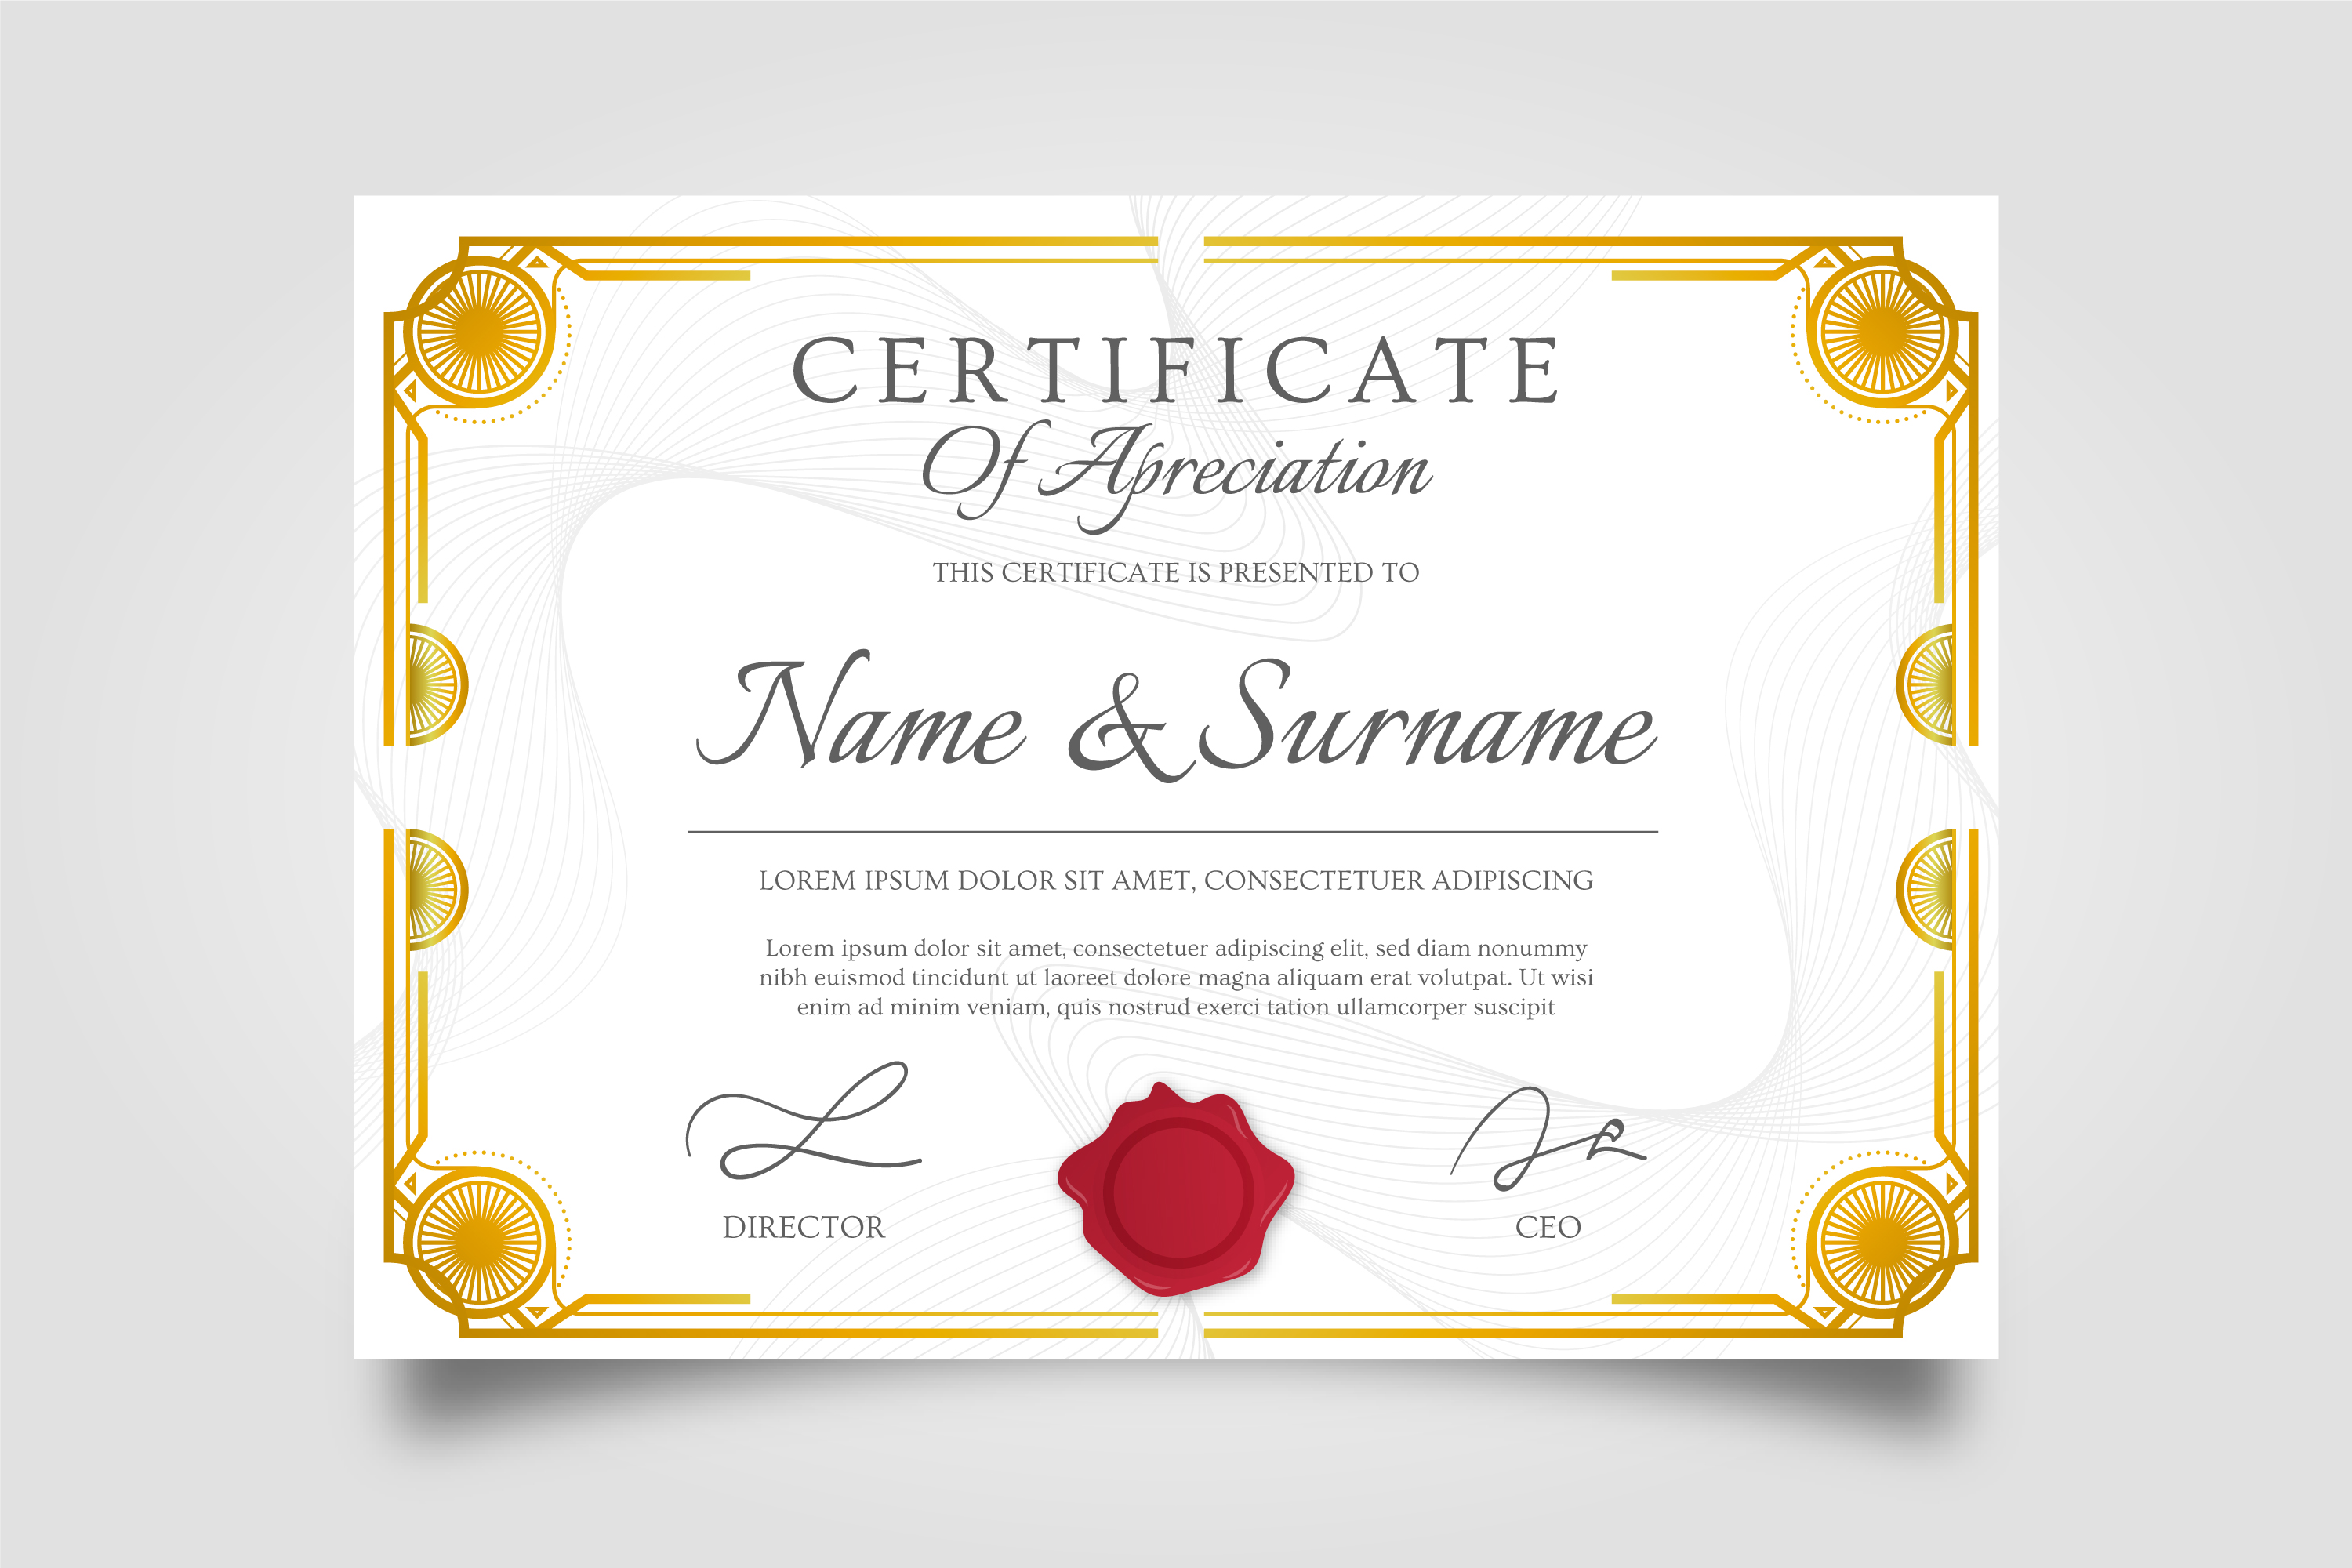 CERTIFICATE
Of Apreciation
THIS CERTIFICATE IS PRESENTED TO
Name & Surname
LOREM IPSUM DOLOR SIT AMET, CONSECTETUER ADIPISCING
Lorem ipsum dolor sit amet, consectetuer adipiscing elit, sed diam nonummy
nibh euismod tincidunt ut laoreet dolore magna aliquam erat volutpat. Ut wisi
enim ad minim veniam, quis nostrud exerci tation ullamcorper suscipit
DIRECTOR
CEO